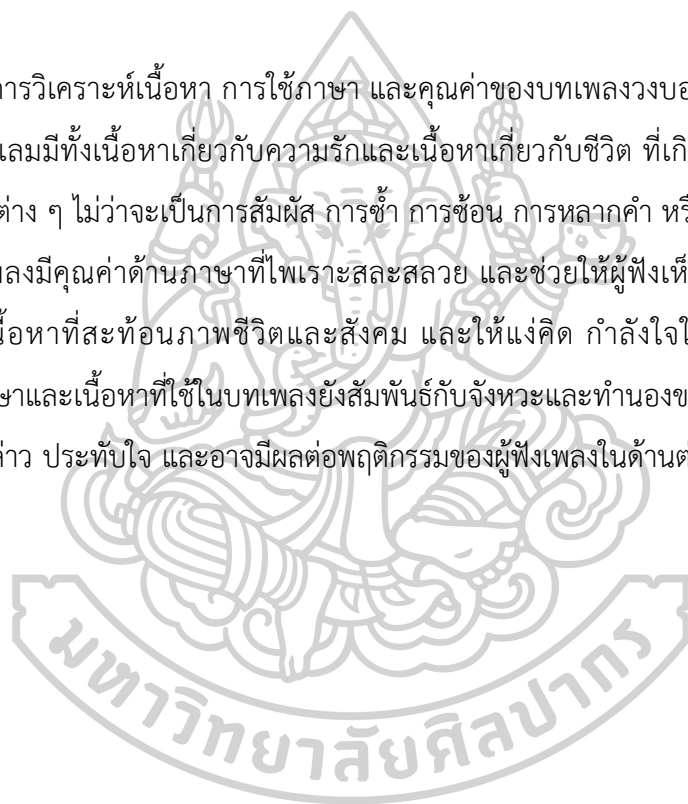 การวิเคราะห์เนื้อหา การใช้ภาษา และคุณค่าของบทเพลงวงบอ
แลมมีทั้งเนื้อหาเกี่ยวกับความรักและเนื้อหาเกี่ยวกับชีวิต ที่เกิ
ต่าง ๆ ไม่ว่าจะเป็นการสัมผัส การซ้ำ การซ้อน การหลากคำ หรื
ลงมีคุณค่าด้านภาษาที่ไพเราะสละสลวย และช่วยให้ผู้ฟังเห็
นื้อหาที่สะท้อนภาพชีวิตและสังคม และให้แง่คิด กำลังใจใ
ษาและเนื้อหาที่ใช้ในบทเพลงยังสัมพันธ์กับจังหวะและทำนองข
ล่าว ประทับใจ และอาจมีผลต่อพฤติกรรมของผู้ฟังเพลงในด้านต่
มหาวิทยาลัยศิลปากร